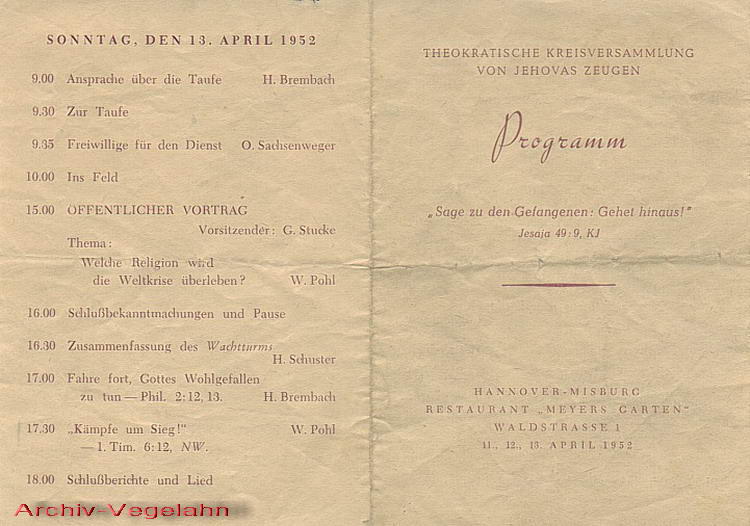 SONNTAG, DEN 13. APRIL 1952
9.00 Ansprache über die Taufe H. Brembach
9.30 Zur Taufe
9.35 Freiwillige für den Dienst O. Sachsenweger
10.00 Ins Feld
15.00 ÖFFENTLICHER VORTRAG
Vorsitzender: G. Stucke
Thema:
Welche Religion wird
die Weltkrise überleben? W. Pohl
16.00 Schlußbekanntmachungen und Pause
16.30 Zusammenfassung des Wachtturms
H. Schuster
17.00 Fahre fort, Gottes Wohlgefallen
zu tun — Phil. 2:12, 13. H. Brembach
17.30 „Kämpfe um Sieg!“ W. Pohl
— 1. Tim. 6:12, NW.
18.00 Schlußberichte und Lied
Archiv-Vegelahn
THEOKRATISCHE KREISVERSAMMLUNG
VON JEHOVAS ZEUGEN
Programm
„Sage zu den Gefangenen: Gehet hinaus!“
Jesaja 49:9, KJ
HANNOVER-MISBURG
RESTAURANT „MEYERS GARTEN“
WALDSTRASSE 1
11., 12., 13. APRIL 1952